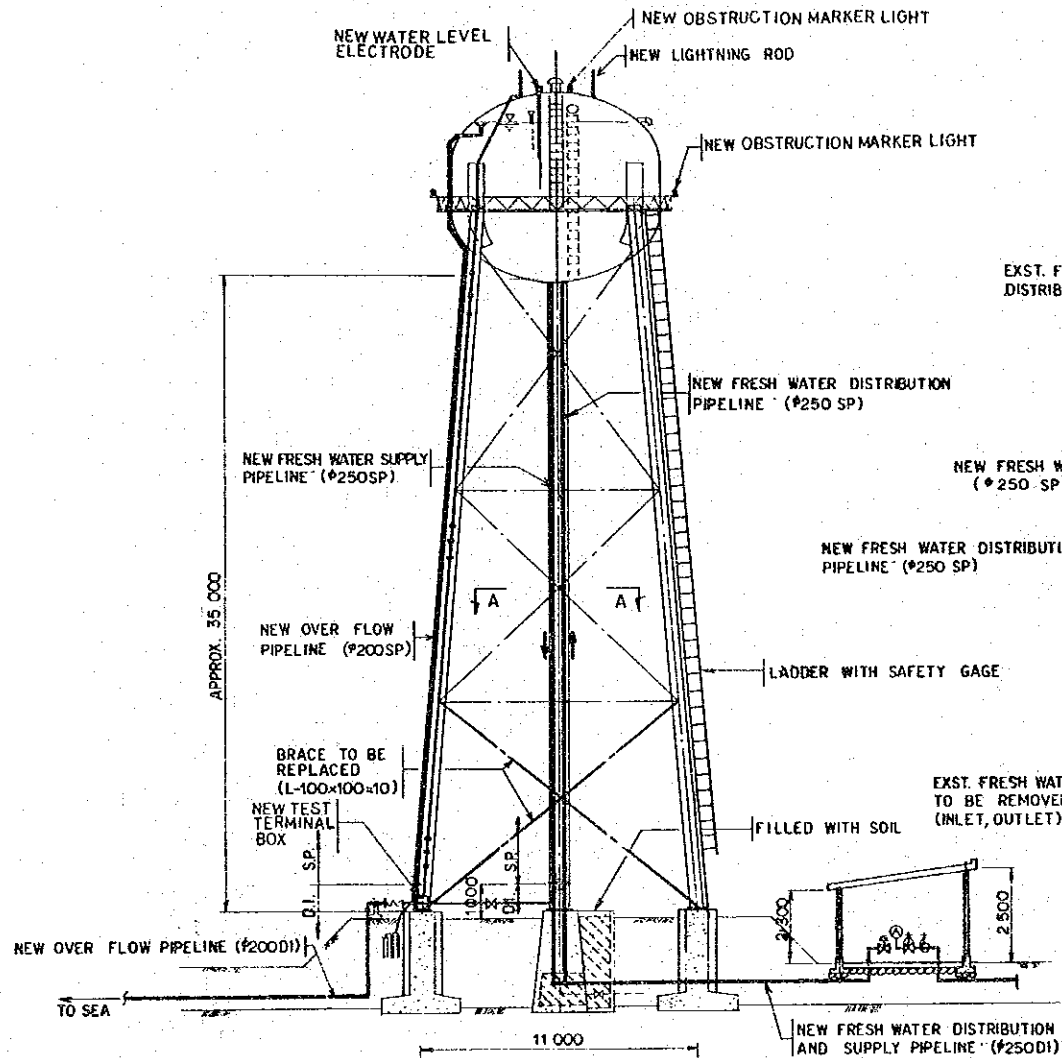 NEW OBSTRUCTION MARKER LIGHT
NEW WATER LEVEL
ELECTRODE
NEW LIGHTNING ROD
NEW OBSTRUCTION MARKER LIGHT
EXST. F
DISTRIB
NEW FRESH WATER DISTRIBUTION
PIPELINE (φ250 SP)
NEW FRESH WATER SUPPLY
PIPELINE (φ250SP)
NEW FRESH W
(φ250 SP
NEW FRESH WATER DISTRIBUTI
PIPELINE (φ250 SP)
APPROX. 35 000
A
A
NEW OVER FLOW
PIPELINE (φ200SP)
LADDER WITH SAFETY GAGE
BRACE TO BE
REPLACED
(L-100×100×10)
NEW TEST
TERMINAL
BOX
EXST. FRESH WAT
TO BE REMOVE
(INLET, OUTLET)
FILLED WITH SOIL
S.P.
D.I.
S.P.
D.I.
1000
2,300
2500
A
NEW OVER FLOW PIPELINE (φ200DI)
TO SEA
11 000
NEW FRESH WATER DISTRIBUTION
AND SUPPLY PIPELINE (φ250DI)